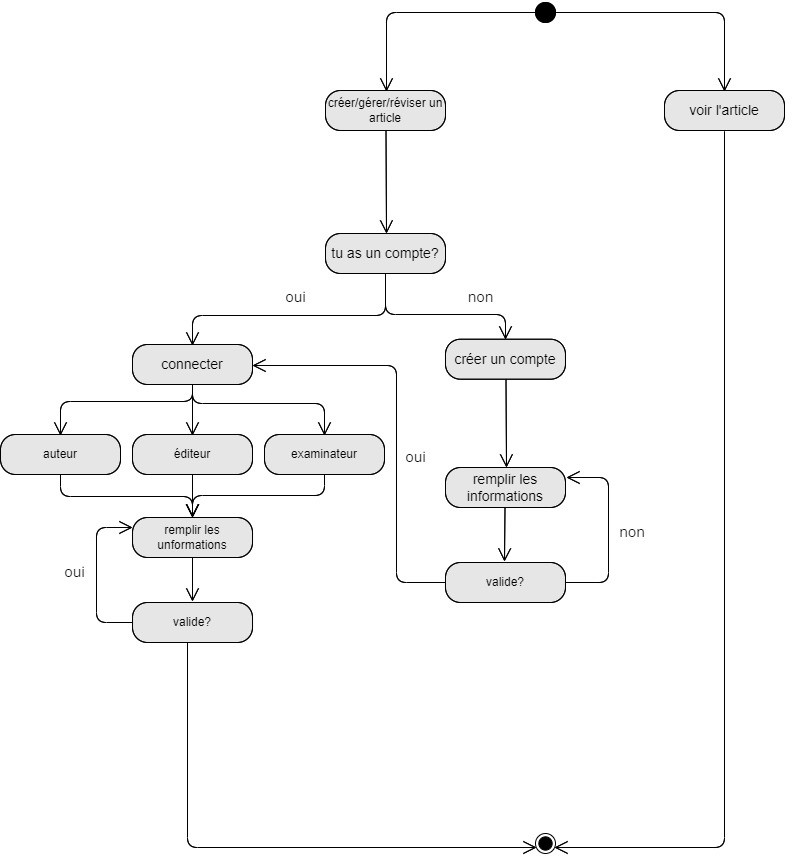 créer/gérer/réviser un
article
voir l'article
tu as un compte?
oui
non
connecter
créer un compte
auteur
éditeur
examinateur
oui
remplir les
informations
remplir les
unformations
non
oui
valide?
valide?